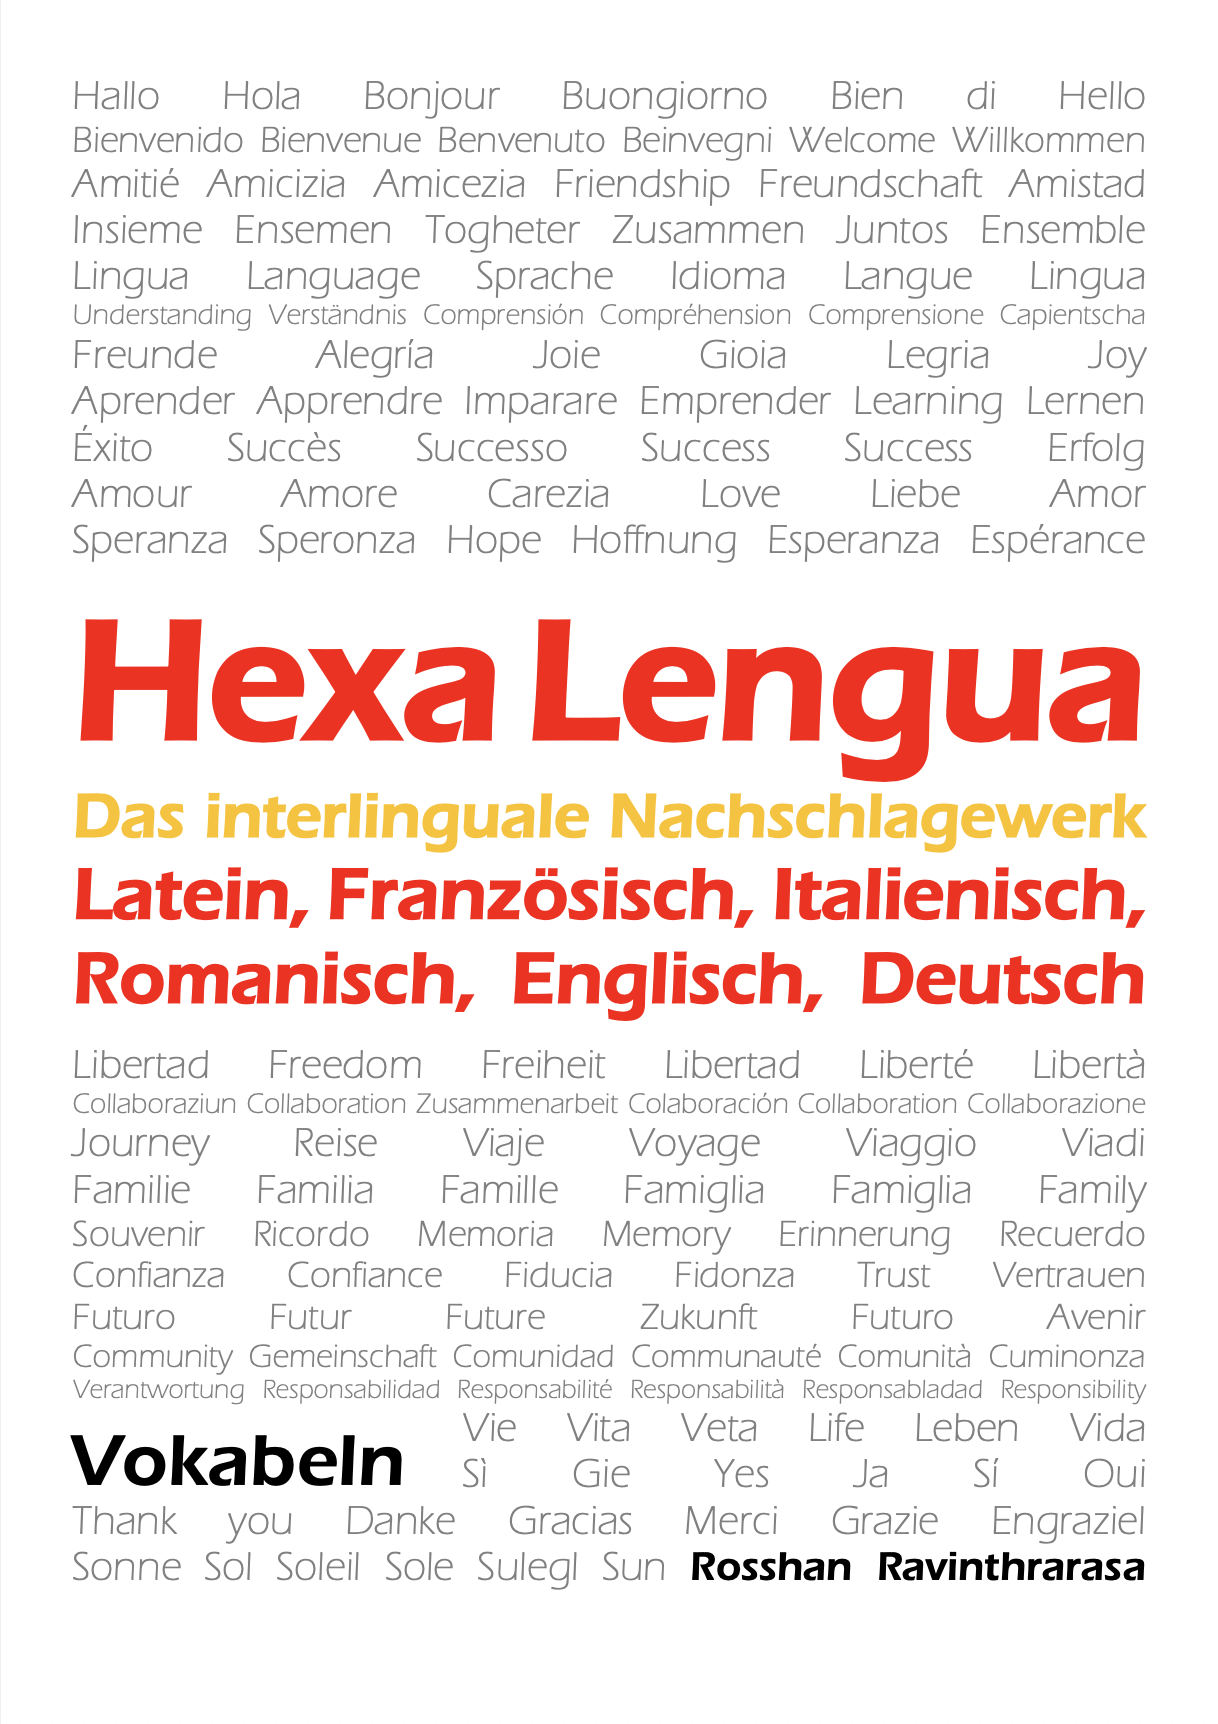 Hallo Hola Bonjour Buongiorno Bien di Hello
Bienvenido Bienvenue Benvenuto Beinvegni Welcome Willkommen
Amitié Amicizia Amicezia Friendship Freundschaft Amistad
Insieme Ensemen Togheter Zusammen Juntos Ensemble
Lingua Language Sprache Idioma Langue Lingua
Understanding Verständnis Comprensión Compréhension Comprensione Capientscha
Freunde Alegría Joie Gioia Legria Joy
Aprender Apprendre Imparare Emprender Learning Lernen
Éxito Succès Successo Success Success Erfolg
Amour Amore Carezia Love Liebe Amor
Speranza Speronza Hope Hoffnung Esperanza Espérance
Hexa Lengua
Das interlinguale Nachschlagewerk
Latein, Französisch, Italienisch,
Romanisch, Englisch, Deutsch
Libertad Freedom Freiheit Libertad Liberté Libertà
Collaboraziun Collaboration Zusammenarbeit Colaboración Collaboration Collaborazione
Journey Reise Viaje Voyage Viaggio Viadi
Familie Familia Famille Famiglia Famiglia Family
Souvenir Ricordo Memoria Memory Erinnerung Recuerdo
Confianza Confiance Fiducia Fidonza Trust Vertrauen
Futuro Futur Future Zukunft Futuro Avenir
Community Gemeinschaft Comunidad Communauté Comunità Cuminonza
Verantwortung Responsabilidad Responsabilité Responsabilità Responsabladad Responsibility
Vie Vita Veta Life Leben Vida
Vokabeln
Sì Gie Yes Ja Sí Oui
Thank you Danke Gracias Merci Grazie Engraziel
Sonne Sol Soleil Sole Sulegl Sun Rosshan Ravinthrarasa